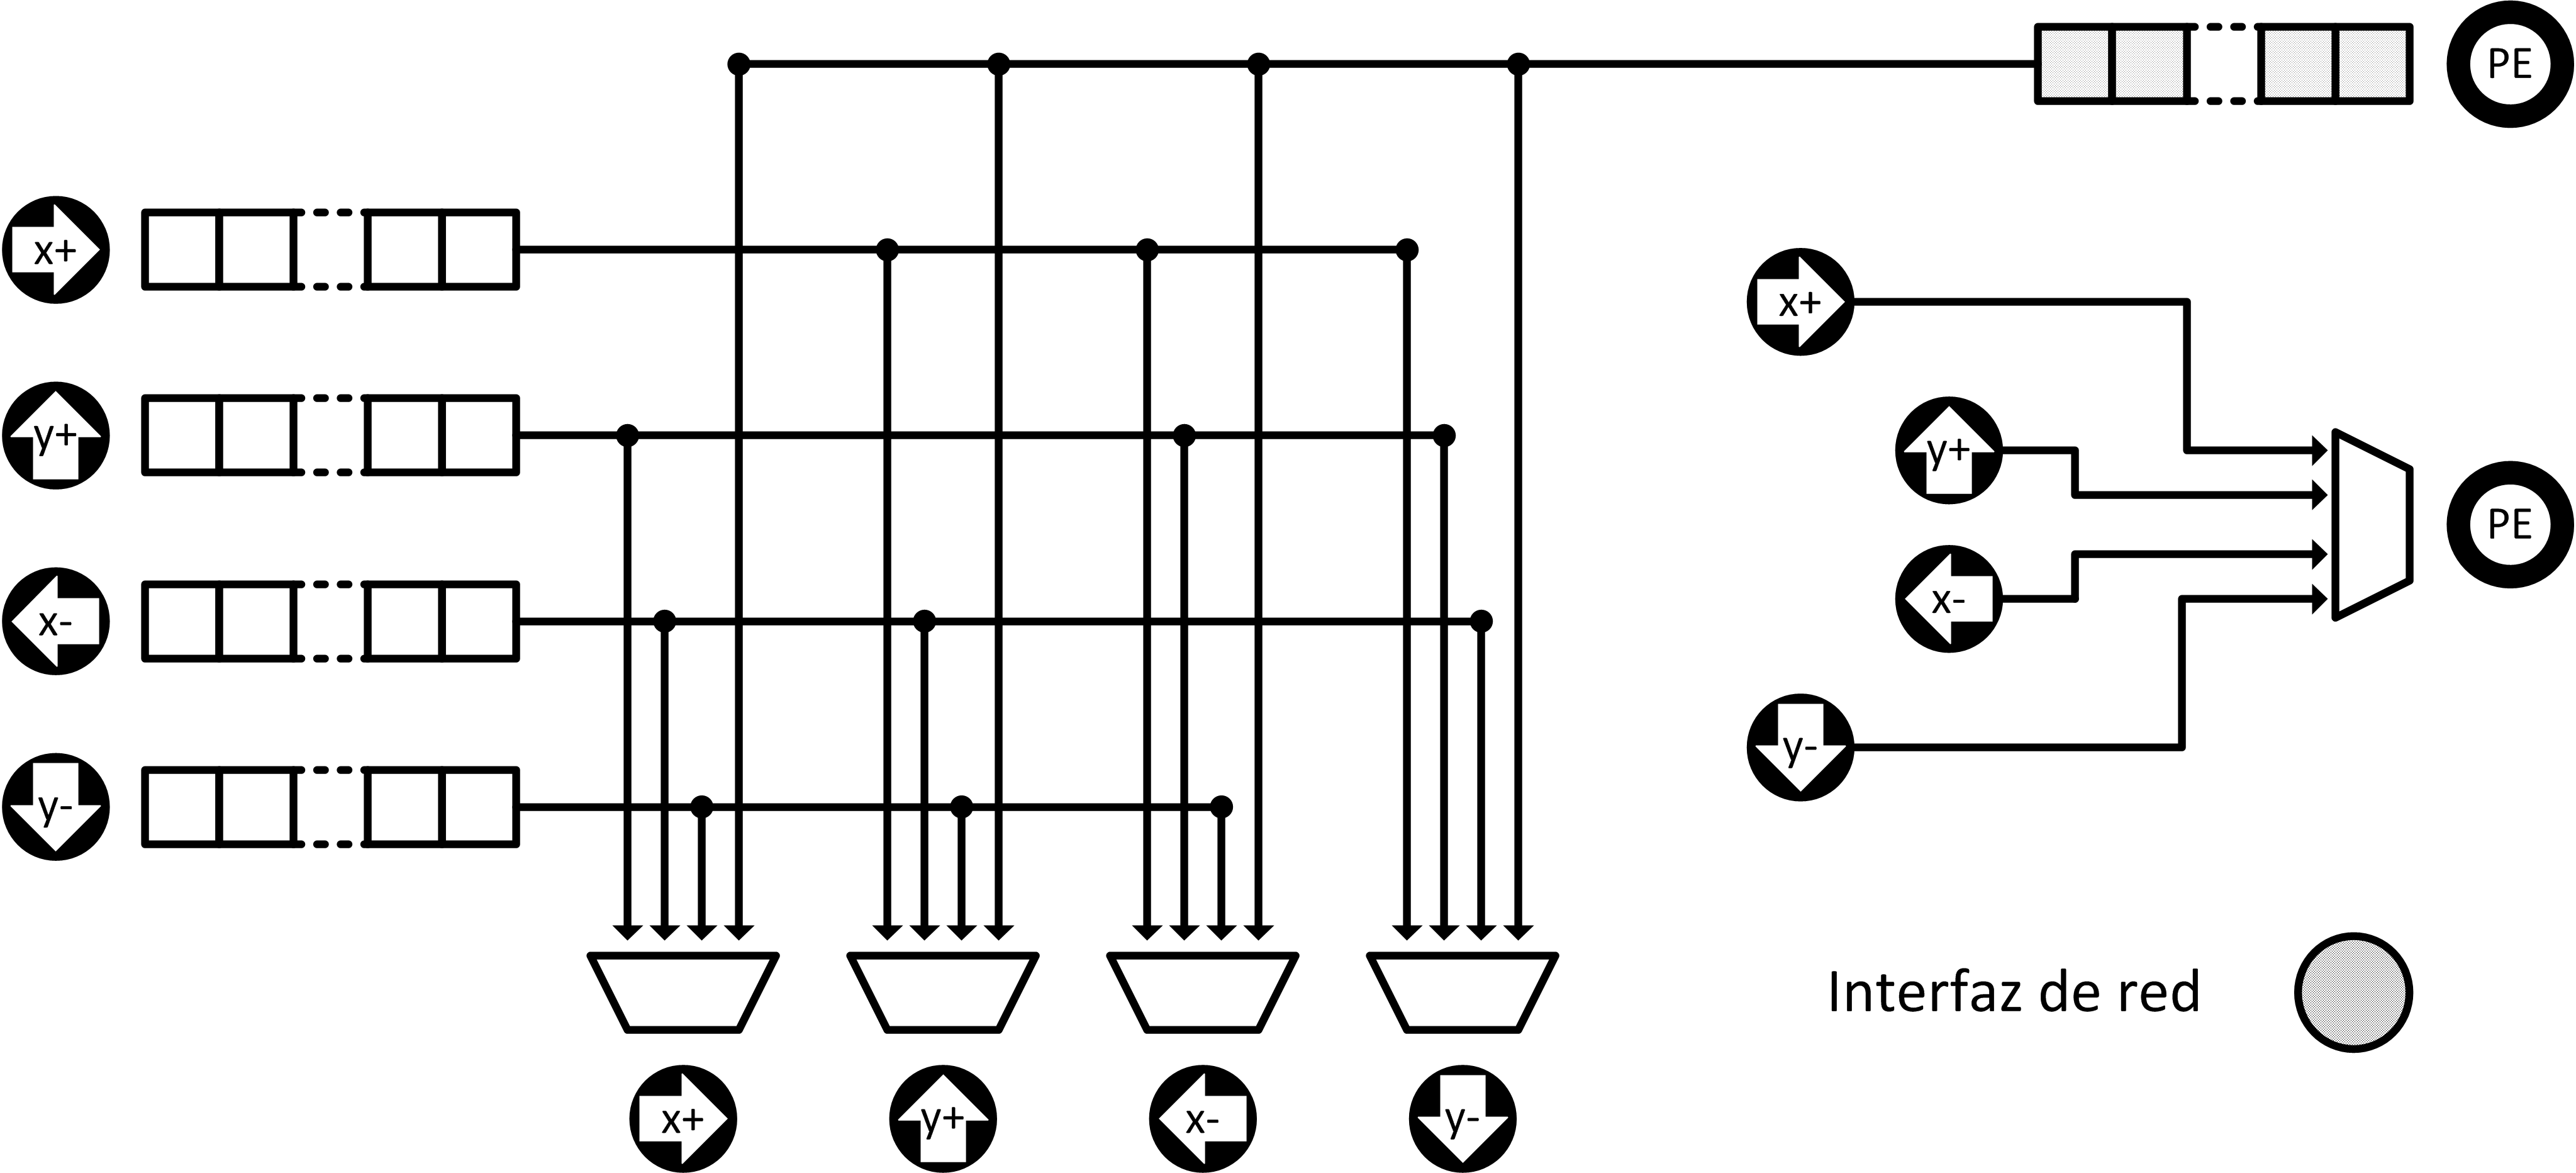 PE
x+
x+
y+
y+
PE
x-
x-
y-
y-
Interfaz de red
x+
y+
x-
y-